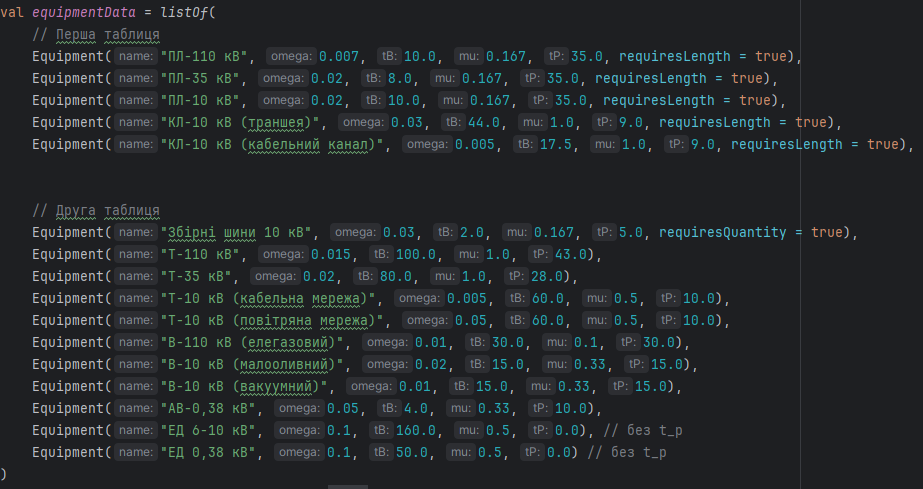 val equipmentData = listOf(
// Перша таблиця
Equipment( name: "ПЛ-110 кВ", omega: 0.007, tB: 10.0, mu: 0.167, tP: 35.0, requiresLength = true),
Equipment( name: "ПЛ-35 кВ", omega: 0.02, tB: 8.0, mu: 0.167, tP: 35.0, requiresLength = true),
Equipment( name: "ПЛ-10 кВ", omega: 0.02, tB: 10.0, mu: 0.167, tP: 35.0, requiresLength = true),
Equipment( name: "КЛ-10 кВ (траншея)", omega: 0.03, tB: 44.0, mu: 1.0, tP: 9.0, requiresLength = true),
Equipment( name: "КЛ-10 кВ (кабельний канал)", omega: 0.005, tB: 17.5, mu: 1.0, tP: 9.0, requiresLength = true),
// Друга таблиця
Equipment( name: "Збірні шини 10 кВ", omega: 0.03, tB: 2.0, mu: 0.167, tP: 5.0, requiresQuantity = true),
Equipment( name: "Т-110 кВ", omega: 0.015, tB: 100.0, mu: 1.0, tP: 43.0),
Equipment( name: "Т-35 кВ", omega: 0.02, tB: 80.0, mu: 1.0, tP: 28.0),
Equipment( name: "Т-10 кВ (кабельна мережа)", omega: 0.005, tB: 60.0, mu: 0.5, tP: 10.0),
Equipment( name: "Т-10 кВ (повітряна мережа)", omega: 0.05, tB: 60.0, mu: 0.5, tP: 10.0),
Equipment( name: "В-110 кВ (елегазовий)", omega: 0.01, tB: 30.0, mu: 0.1, tP: 30.0),
Equipment( name: "В-10 кВ (малооливний)", omega: 0.02, tB: 15.0, mu: 0.33, tP: 15.0),
Equipment( name: "В-10 кВ (вакуумний)", omega: 0.01, tB: 15.0, mu: 0.33, tP: 15.0),
Equipment( name: "АВ-0,38 кВ", omega: 0.05, tB: 4.0, mu: 0.33, tP: 10.0),
Equipment( name: "ЕД 6-10 кВ", omega: 0.1, tB: 160.0, mu: 0.5, tP: 0.0), // без t_p
Equipment( name: "ЕД 0,38 кВ", omega: 0.1, tB: 50.0, mu: 0.5, tP: 0.0) // без t_p
)